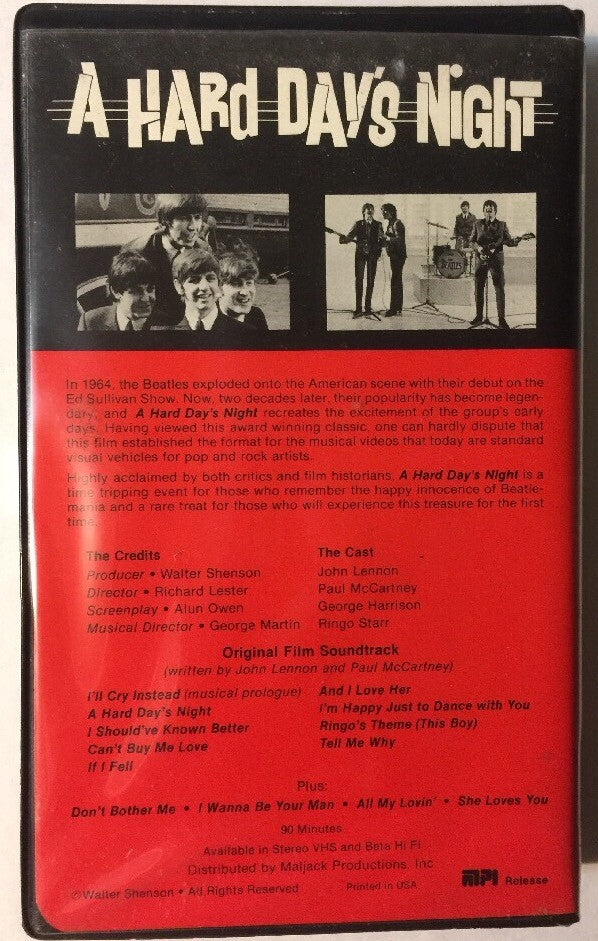 A HARD DAY'S NIGHT
THE BEATLES
In 1964, the Beatles exploded onto the American scene with their debut on the
Ed Sullivan Show. Now, two decades later, their popularity has become legen-
dary, and A Hard Day's Night recreates the excitement of the group's early
days. Having viewed this award winning classic, one can hardly dispute that
this film established the format for the musical videos that today are standard
visual vehicles for pop and rock artists.
Highly acclaimed by both critics and film historians, A Hard Day's Night is a
time tripping event for those who remember the happy innocence of Beatle-
mania and a rare treat for those who will experience this treasure for the first
time.
The Credits
Producer • Walter Shenson
Director • Richard Lester
Screenplay • Alun Owen
Musical Director • George Martin
The Cast
John Lennon
Paul McCartney
George Harrison
Ringo Starr
Original Film Soundtrack
(written by John Lennon and Paul McCartney)
I'll Cry Instead (musical prologue)
A Hard Day's Night
I Should've Known Better
Can't Buy Me Love
If I Fell
And I Love Her
I'm Happy Just to Dance with You
Ringo's Theme (This Boy)
Tell Me Why
Plus:
Don't Bother Me • I Wanna Be Your Man • All My Lovin' • She Loves You
90 Minutes
Available in Stereo VHS and Beta Hi Fi
Distributed by Maljack Productions, Inc.
©Walter Shenson • All Rights Reserved
Printed in USA
MPI Release